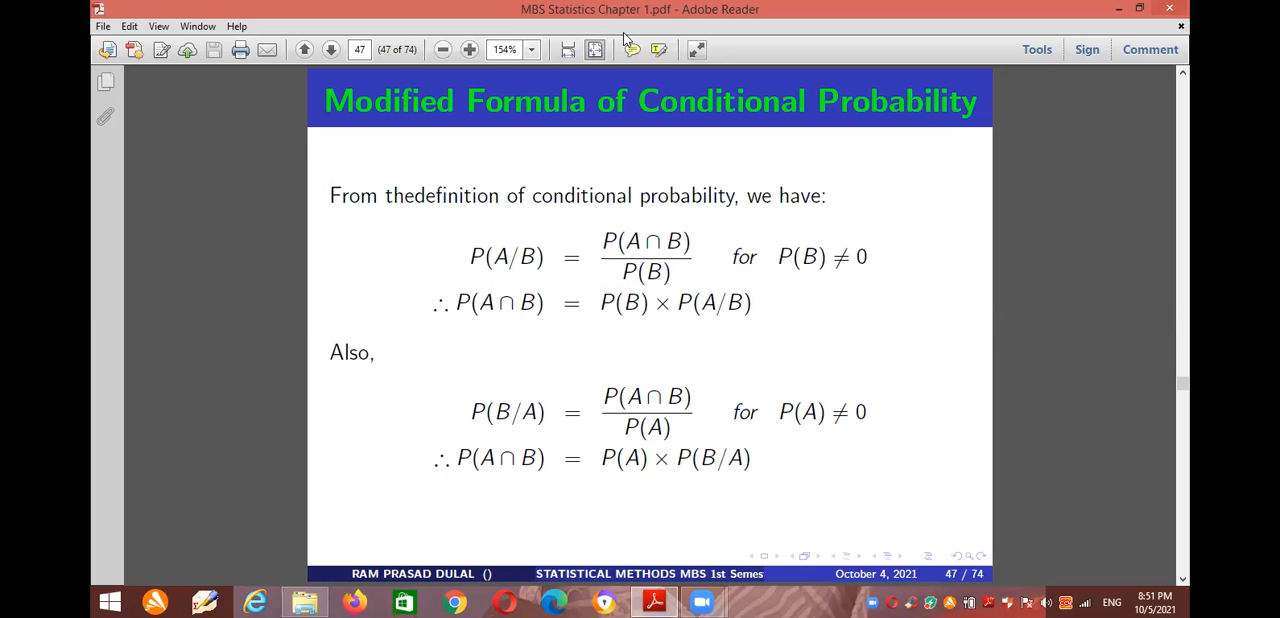 MBS Statistics Chapter 1.pdf - Adobe Reader
File Edit View Window Help
47 (47 of 74) 154% Tools Sign Comment
Modified Formula of Conditional Probability
From thedefinition of conditional probability, we have:
P(A/B) = P(A ∩ B) / P(B) for P(B) ≠ 0
∴ P(A ∩ B) = P(B) × P(A/B)
Also,
P(B/A) = P(A ∩ B) / P(A) for P(A) ≠ 0
∴ P(A ∩ B) = P(A) × P(B/A)
RAM PRASAD DULAL () STATISTICAL METHODS MBS 1st Semest October 4, 2021 47 / 74
ENG 8:51 PM
10/5/2021